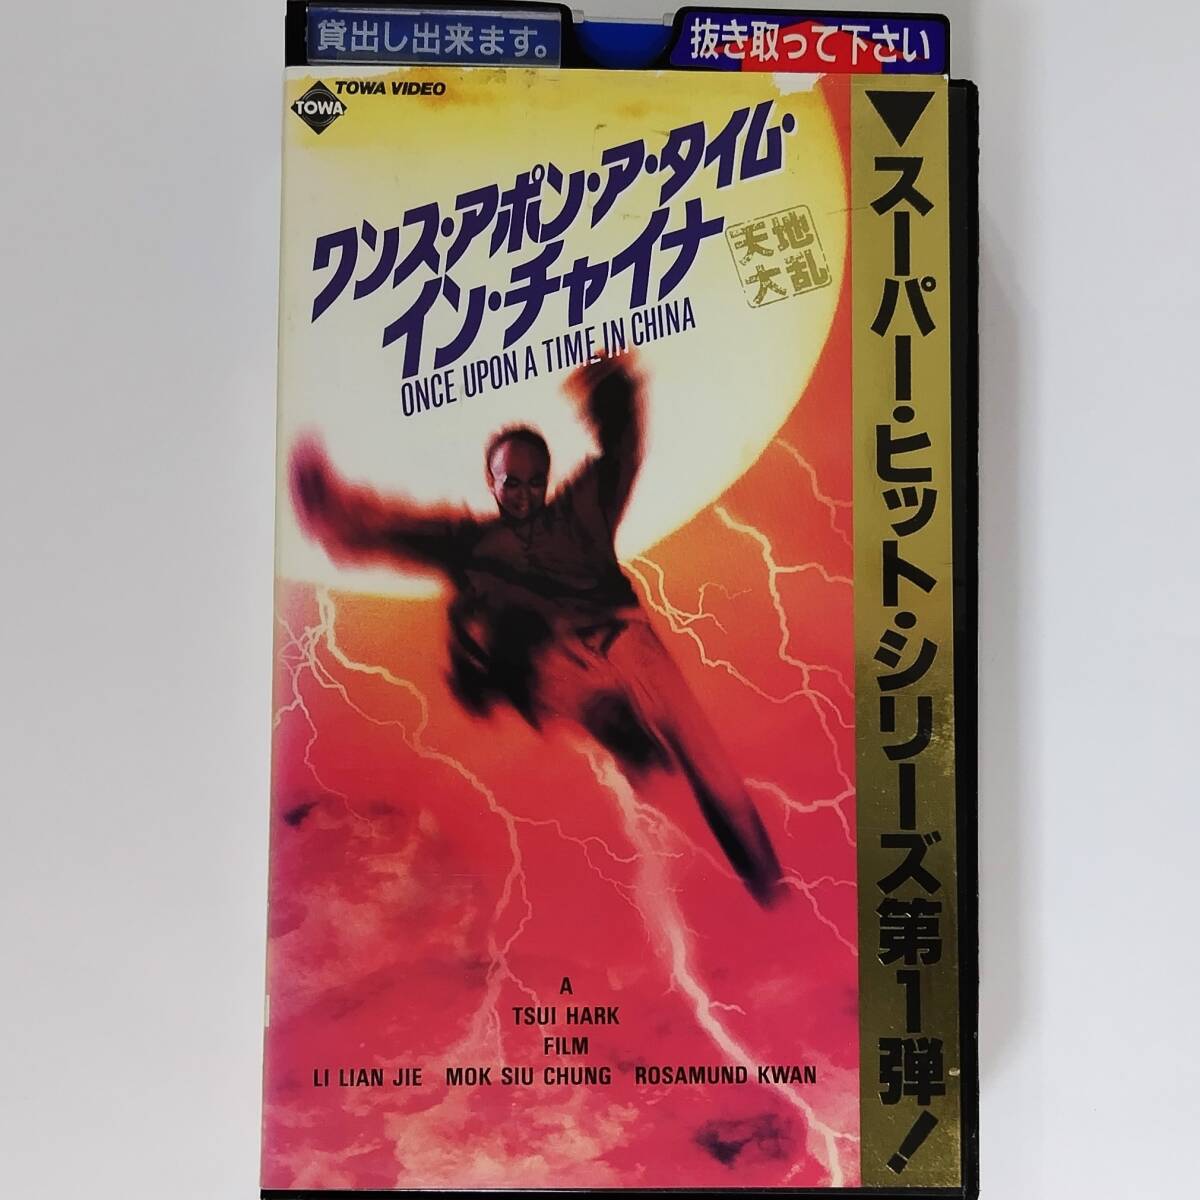 貸出し出来ます。
抜き取って下さい
TOWA VIDEO
TOWA
ワンス・アポン・ア・タイム・
イン・チャイナ
天地
大乱
ONCE UPON A TIME IN CHINA
▼スーパー・ヒット・シリーズ第1弾!
A
TSUI HARK
FILM
LI LIAN JIE MOK SIU CHUNG ROSAMUND KWAN